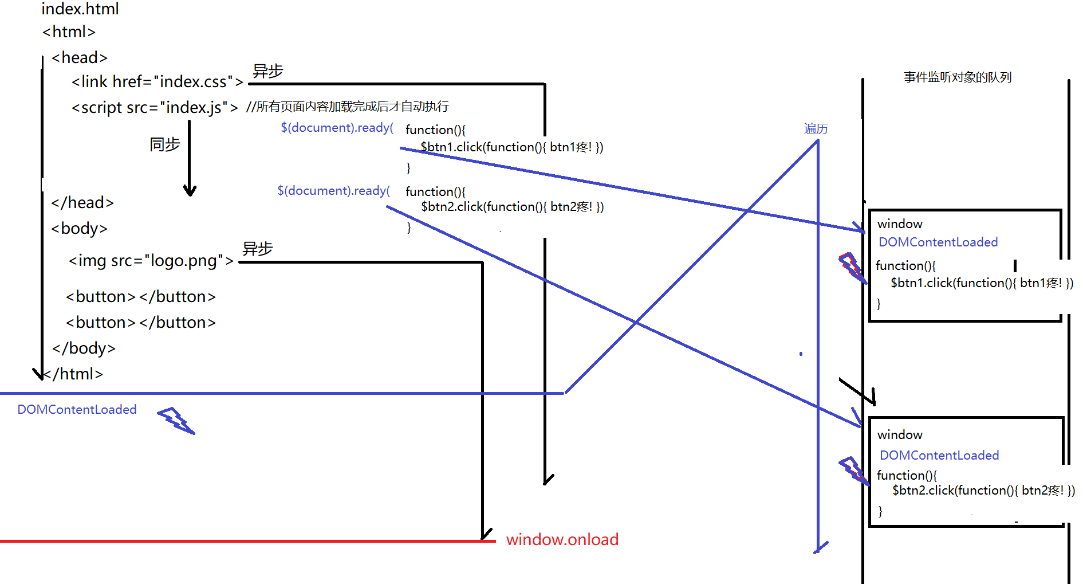 index.html
<html>
<head>
<link href="index.css"> 异步
<script src="index.js"> //所有页面内容加载完成后才自动执行
同步
$(document).ready( function(){
$btn1.click(function(){ btn1疼! })
}
$(document).ready( function(){
$btn2.click(function(){ btn2疼! })
}
</head>
<body>
<img src="logo.png"> 异步
<button></button>
<button></button>
</body>
</html>
DOMContentLoaded
window.onload
遍历
事件监听对象的队列
window
DOMContentLoaded
function(){
$btn1.click(function(){ btn1疼! })
}
window
DOMContentLoaded
function(){
$btn2.click(function(){ btn2疼! })
}